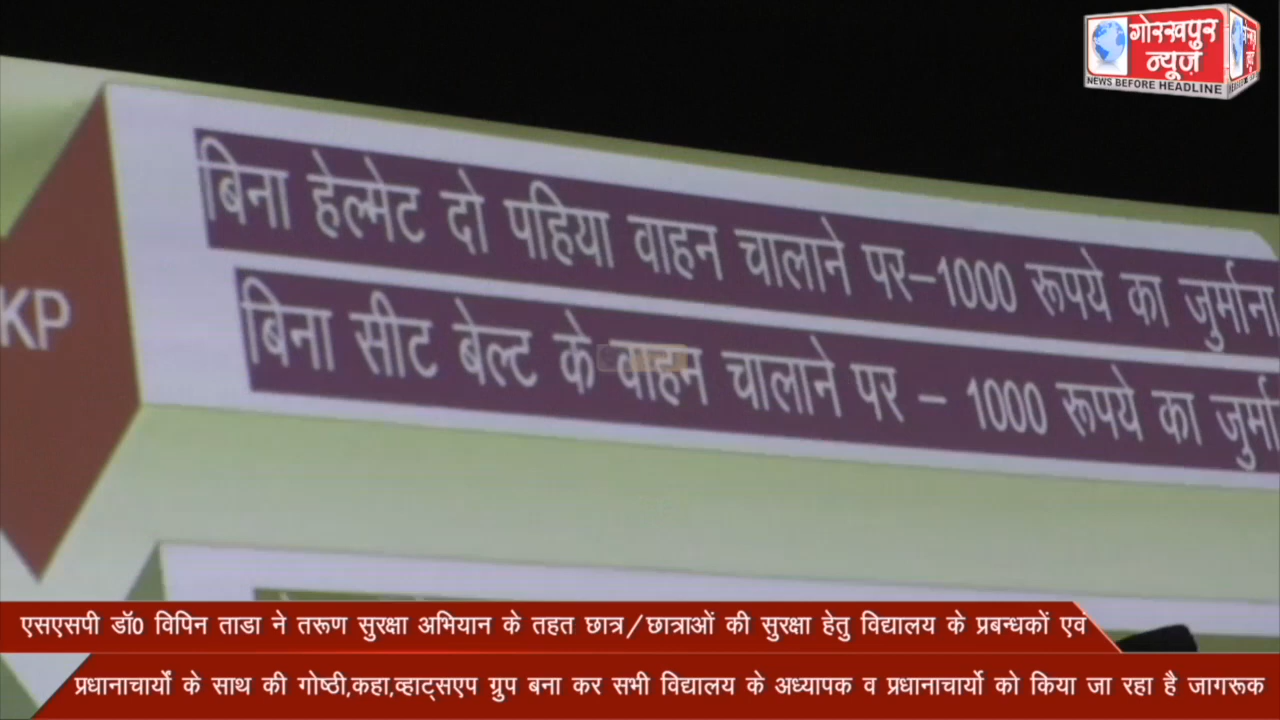 गोरखपुर
न्यूज़
NEWS BEFORE HEADLINE
बिना हेल्मेट दो पहिया वाहन चालाने पर–1000 रूपये का जुर्माना
KP
बिना सीट बेल्ट के वाहन चालाने पर – 1000 रूपये का जुर्मा
एसएसपी डॉ0 विपिन ताडा ने तरूण सुरक्षा अभियान के तहत छात्र/छात्राओं की सुरक्षा हेतु विद्यालय के प्रबन्धकों एवं
प्रधानाचार्यों के साथ की गोष्ठी,कहा,व्हाट्सएप ग्रुप बना कर सभी विद्यालय के अध्यापक व प्रधानाचार्यो को किया जा रहा है जागरूक